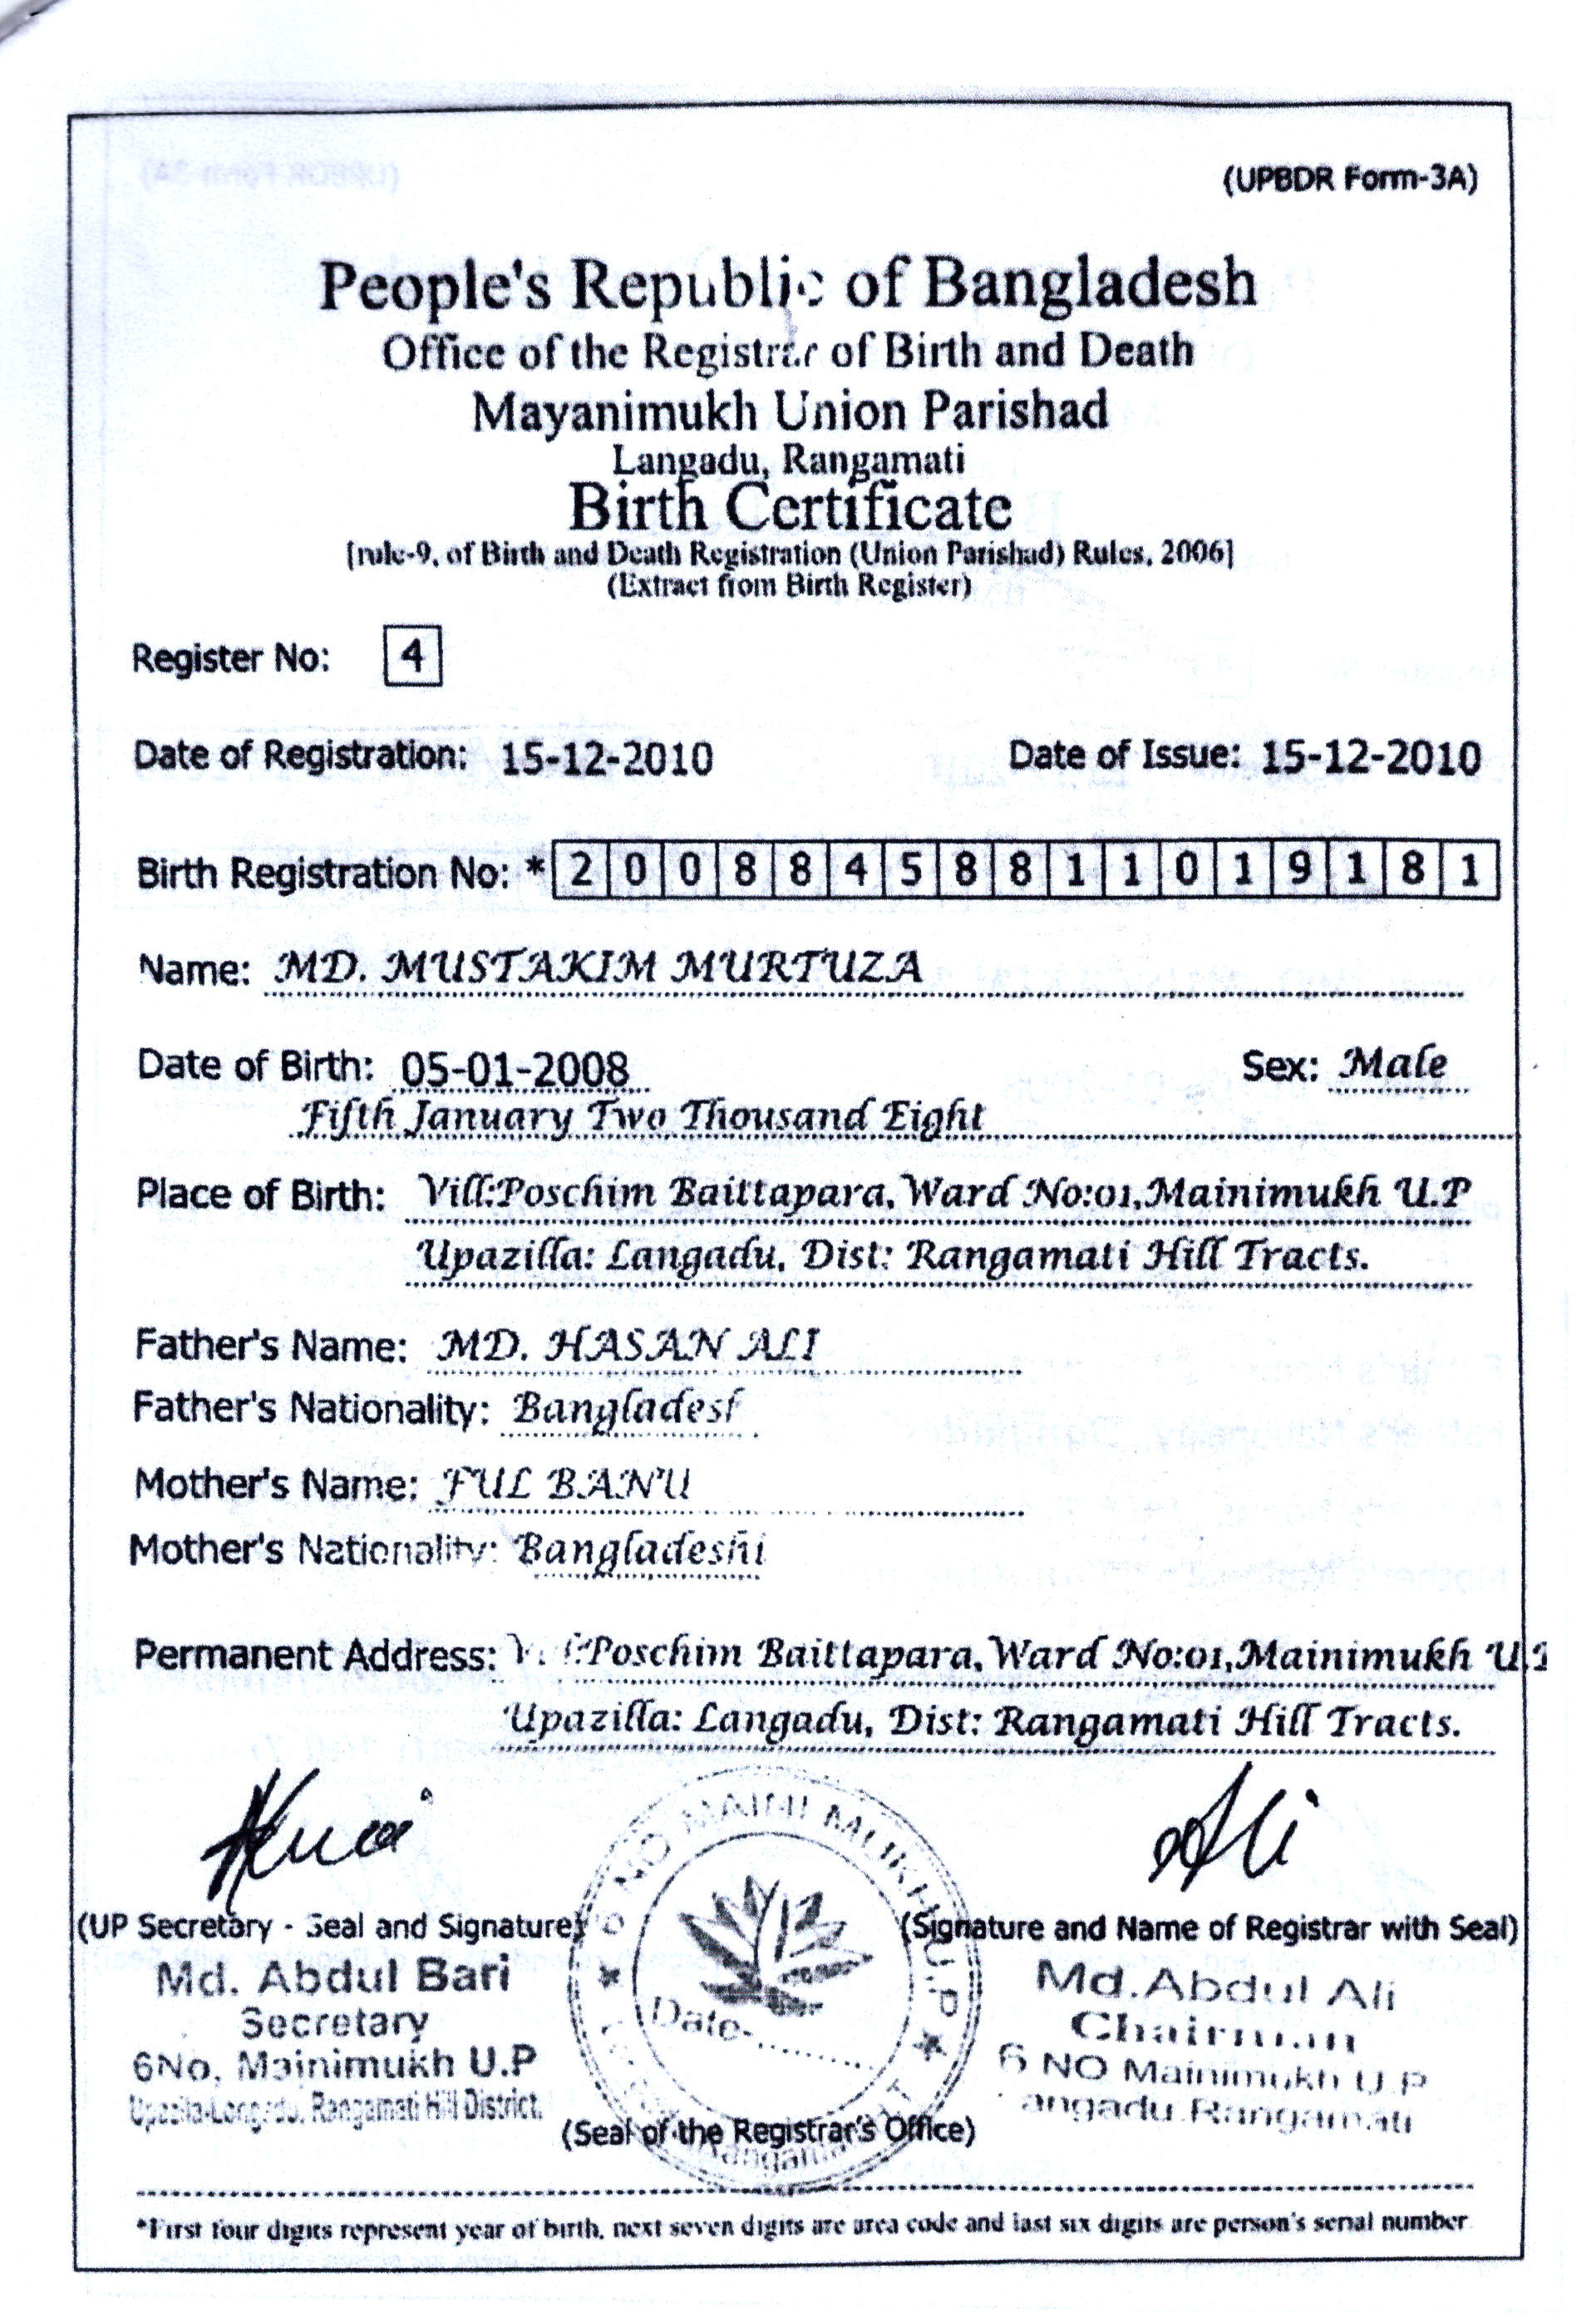 (UPBDR Form-3A)
People's Republic of Bangladesh
Office of the Registrar of Birth and Death
Mayanimukh Union Parishad
Langadu, Rangamati
Birth Certificate
[rule-9, of Birth and Death Registration (Union Parishad) Rules, 2006]
(Extract from Birth Register)
Register No: 4
Date of Registration: 15-12-2010 Date of Issue: 15-12-2010
Birth Registration No: * 2 0 0 8 8 4 5 8 8 1 1 0 1 9 1 8 1
Name: MD. MUSTAKIM MURTUZA
Date of Birth: 05-01-2008 Sex: Male
Fifth January Two Thousand Eight
Place of Birth: Vill:Poschim Baittapara, Ward No:01,Mainimukh U.P
Upazilla: Langadu, Dist: Rangamati Hill Tracts.
Father's Name: MD. HASAN ALI
Father's Nationality: Bangladesh
Mother's Name: FUL BANU
Mother's Nationality: Bangladeshi
Permanent Address: Vill:Poschim Baittapara, Ward No:01,Mainimukh U.P
Upazilla: Langadu, Dist: Rangamati Hill Tracts.
(UP Secretary - Seal and Signature) (Signature and Name of Registrar with Seal)
Md. Abdul Bari
Secretary
6No. Mainimukh U.P
Upazila-Longadu, Rangamati Hill District.
6 NO MAINI MUKH U.P
Date
Md. Abdul Ali
Chairman
6 NO Mainimukh U.P
Langadu Rangamati
(Seal of the Registrar's Office)
*First four digits represent year of birth, next seven digits are area code and last six digits are person's serial number